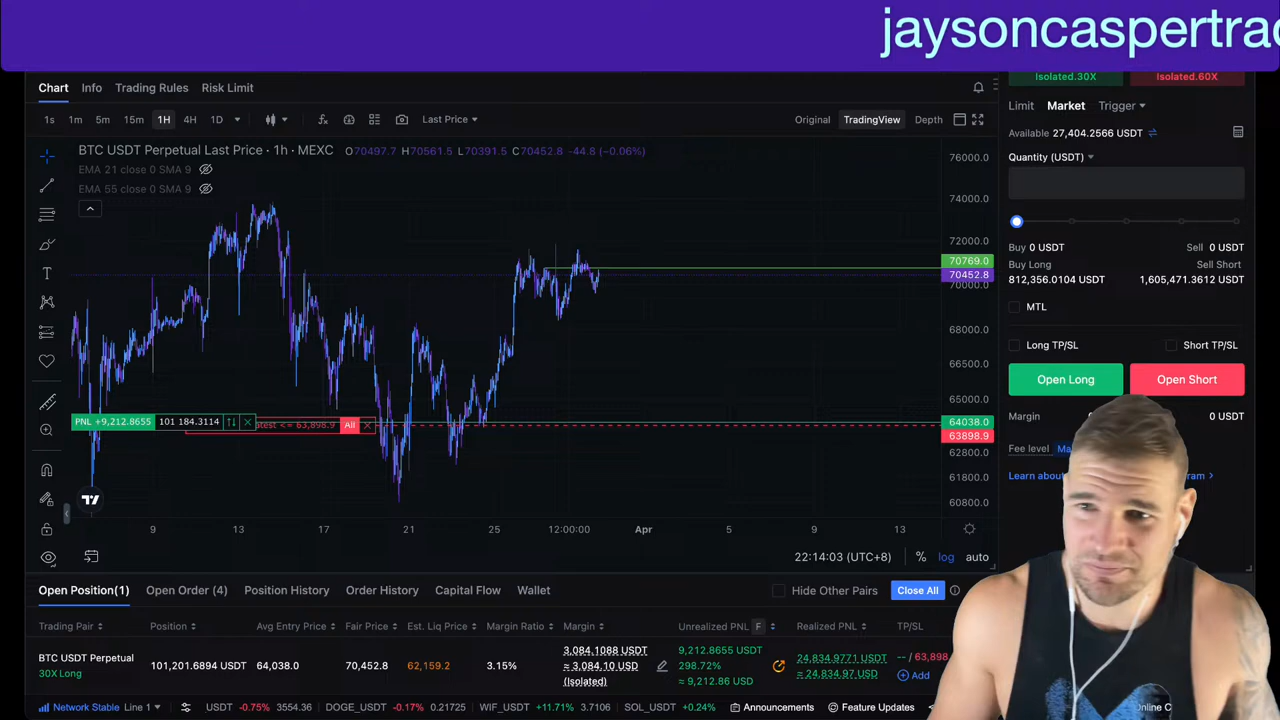 jaysoncaspertrad
Chart Info Trading Rules Risk Limit
Isolated.30X Isolated.60X
1s 1m 5m 15m 1H 4H 1D Last Price Original TradingView Depth
Limit Market Trigger
Available 27,404.2566 USDT
BTC USDT Perpetual Last Price · 1h · MEXC O70497.7 H70561.5 L70391.5 C70452.8 -44.8 (-0.06%)
EMA 21 close 0 SMA 9
EMA 55 close 0 SMA 9
Quantity (USDT)
76000.0
74000.0
72000.0
70769.0
70452.8
70000.0
68000.0
66500.0
65000.0
64038.0
63898.9
62800.0
61800.0
60800.0
Buy 0 USDT Sell 0 USDT
Buy Long Sell Short
812,356.0104 USDT 1,605,471.3612 USDT
MTL
Long TP/SL Short TP/SL
Open Long Open Short
Margin 0 USDT
Fee level
Learn about
PNL +9,212.8655 101 184.3114
atest <= 63,898.9 All
9 13 17 21 25 12:00:00 Apr 5 9 13
22:14:03 (UTC+8) % log auto
Open Position(1) Open Order (4) Position History Order History Capital Flow Wallet Hide Other Pairs Close All
Trading Pair Position Avg Entry Price Fair Price Est. Liq Price Margin Ratio Margin Unrealized PNL F Realized PNL TP/SL
BTC USDT Perpetual
30X Long
101,201.6894 USDT 64,038.0 70,452.8 62,159.2 3.15%
3,084.1088 USDT
≈ 3,084.10 USD
(Isolated)
9,212.8655 USDT
298.72%
≈ 9,212.86 USD
24,834.9771 USDT
≈ 24,834.97 USD
-- / 63,898
Add
Network Stable Line 1 USDT -0.75% 3554.36 DOGE_USDT -0.17% 0.21725 WIF_USDT +11.71% 3.7106 SOL_USDT +0.24% Announcements Feature Updates Online C